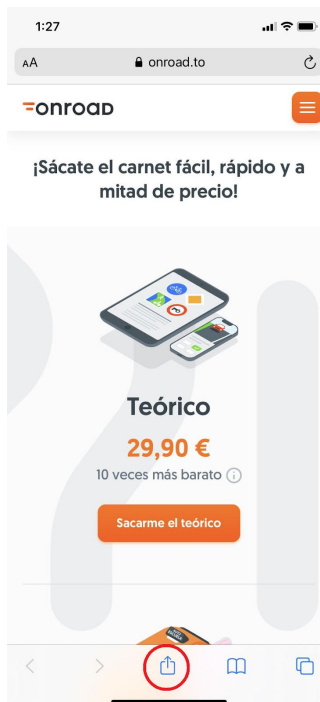 1:27
AA
onroad.to
onroad
¡Sácate el carnet fácil, rápido y a
mitad de precio!
Teórico
29,90 €
10 veces más barato
Sacarme el teórico